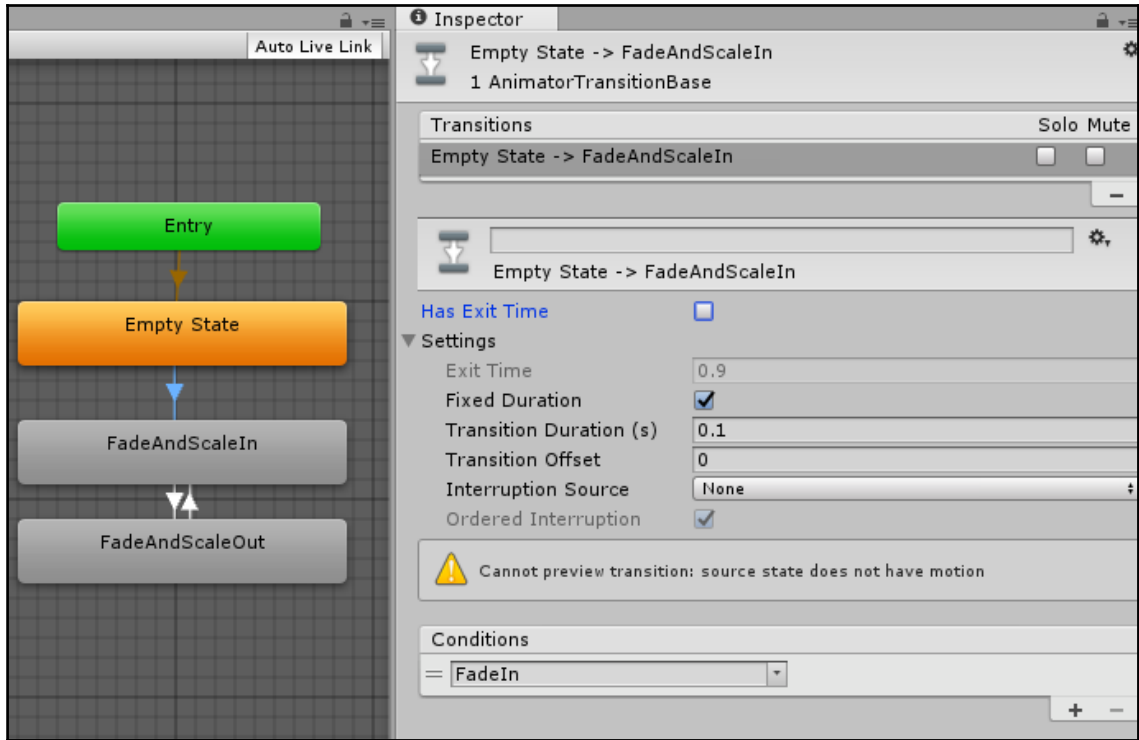 Auto Live Link
Entry
Empty State
FadeAndScaleIn
FadeAndScaleOut
Inspector
Empty State -> FadeAndScaleIn
1 AnimatorTransitionBase
Transitions Solo Mute
Empty State -> FadeAndScaleIn
Empty State -> FadeAndScaleIn
Has Exit Time
Settings
Exit Time 0.9
Fixed Duration
Transition Duration (s) 0.1
Transition Offset 0
Interruption Source None
Ordered Interruption
Cannot preview transition: source state does not have motion
Conditions
FadeIn